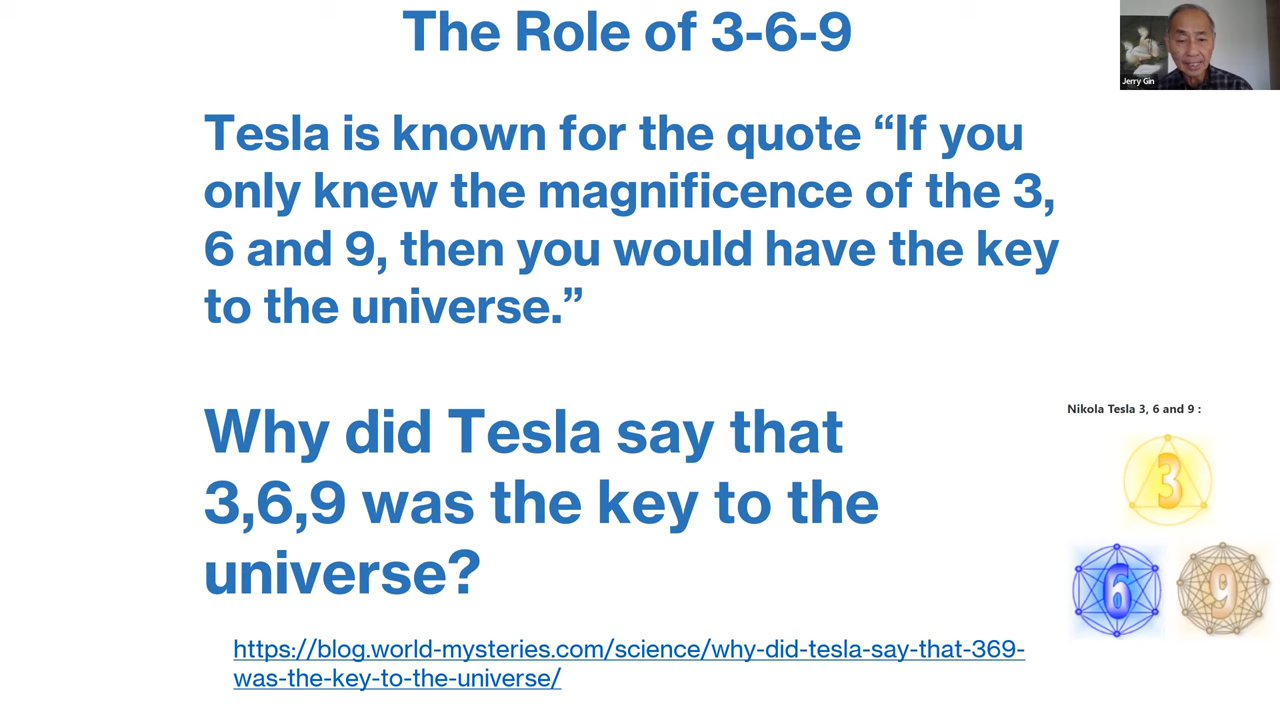 The Role of 3-6-9
Jerry Gin
Tesla is known for the quote “If you
only knew the magnificence of the 3,
6 and 9, then you would have the key
to the universe.”
Why did Tesla say that
3,6,9 was the key to the
universe?
Nikola Tesla 3, 6 and 9 :
3
6
9
https://blog.world-mysteries.com/science/why-did-tesla-say-that-369-
was-the-key-to-the-universe/